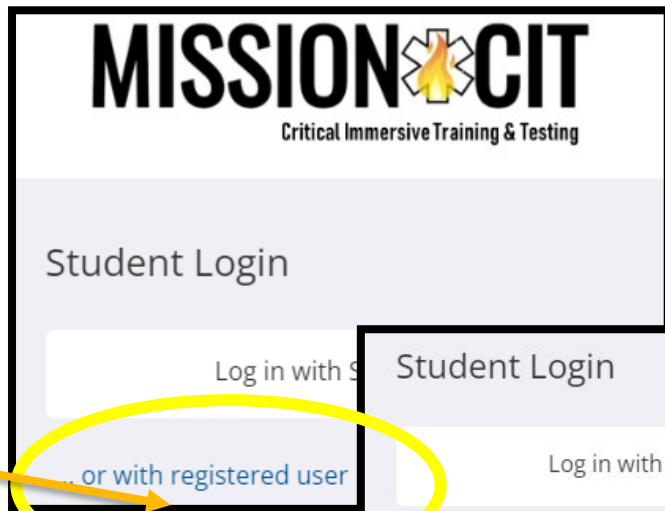 MISSION CIT
Critical Immersive Training & Testing
Student Login
Log in with
... or with registered user
Student Login
Log in with